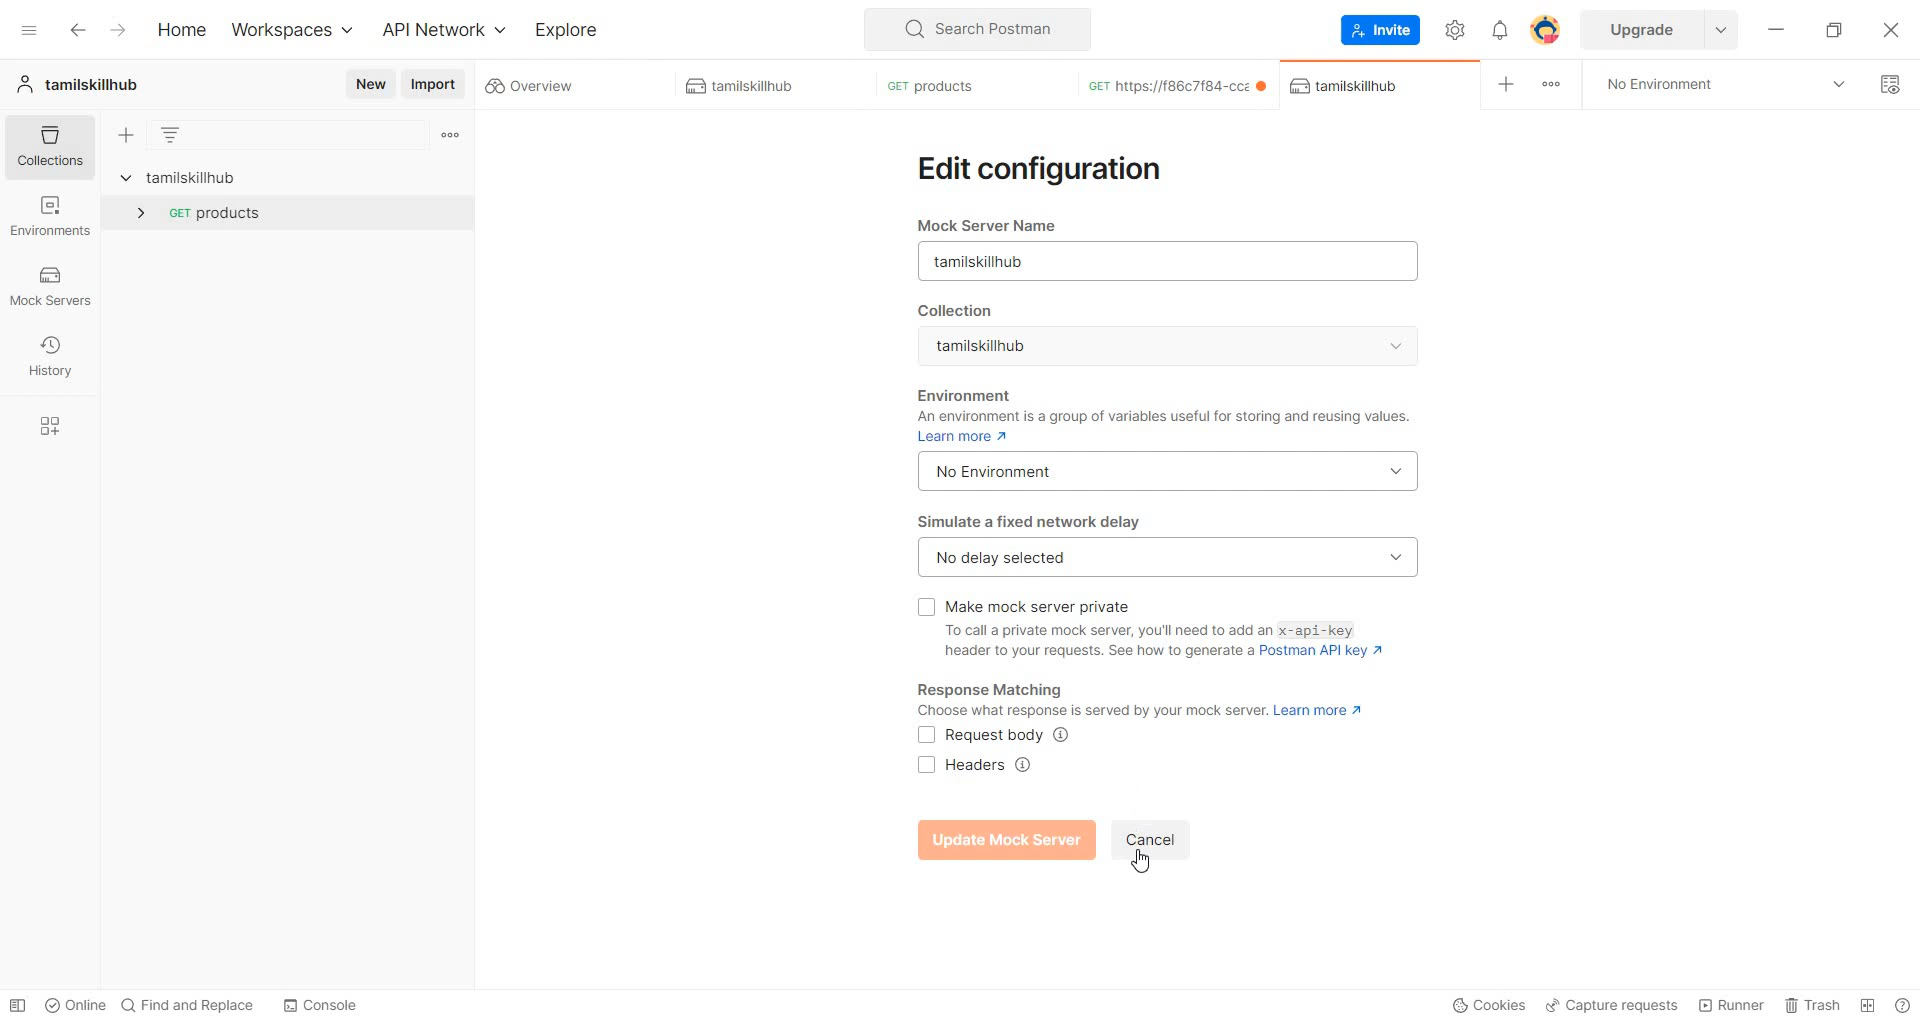 Home
Workspaces
API Network
Explore
Search Postman
Invite
Upgrade
tamilskillhub
New
Import
Overview
tamilskillhub
GET products
GET https://f86c7f84-cca
tamilskillhub
No Environment
Collections
Environments
Mock Servers
History
tamilskillhub
GET products
Edit configuration
Mock Server Name
tamilskillhub
Collection
tamilskillhub
Environment
An environment is a group of variables useful for storing and reusing values.
Learn more ↗
No Environment
Simulate a fixed network delay
No delay selected
Make mock server private
To call a private mock server, you'll need to add an x-api-key
header to your requests. See how to generate a Postman API key ↗
Response Matching
Choose what response is served by your mock server. Learn more ↗
Request body
Headers
Update Mock Server
Cancel
Online
Find and Replace
Console
Cookies
Capture requests
Runner
Trash